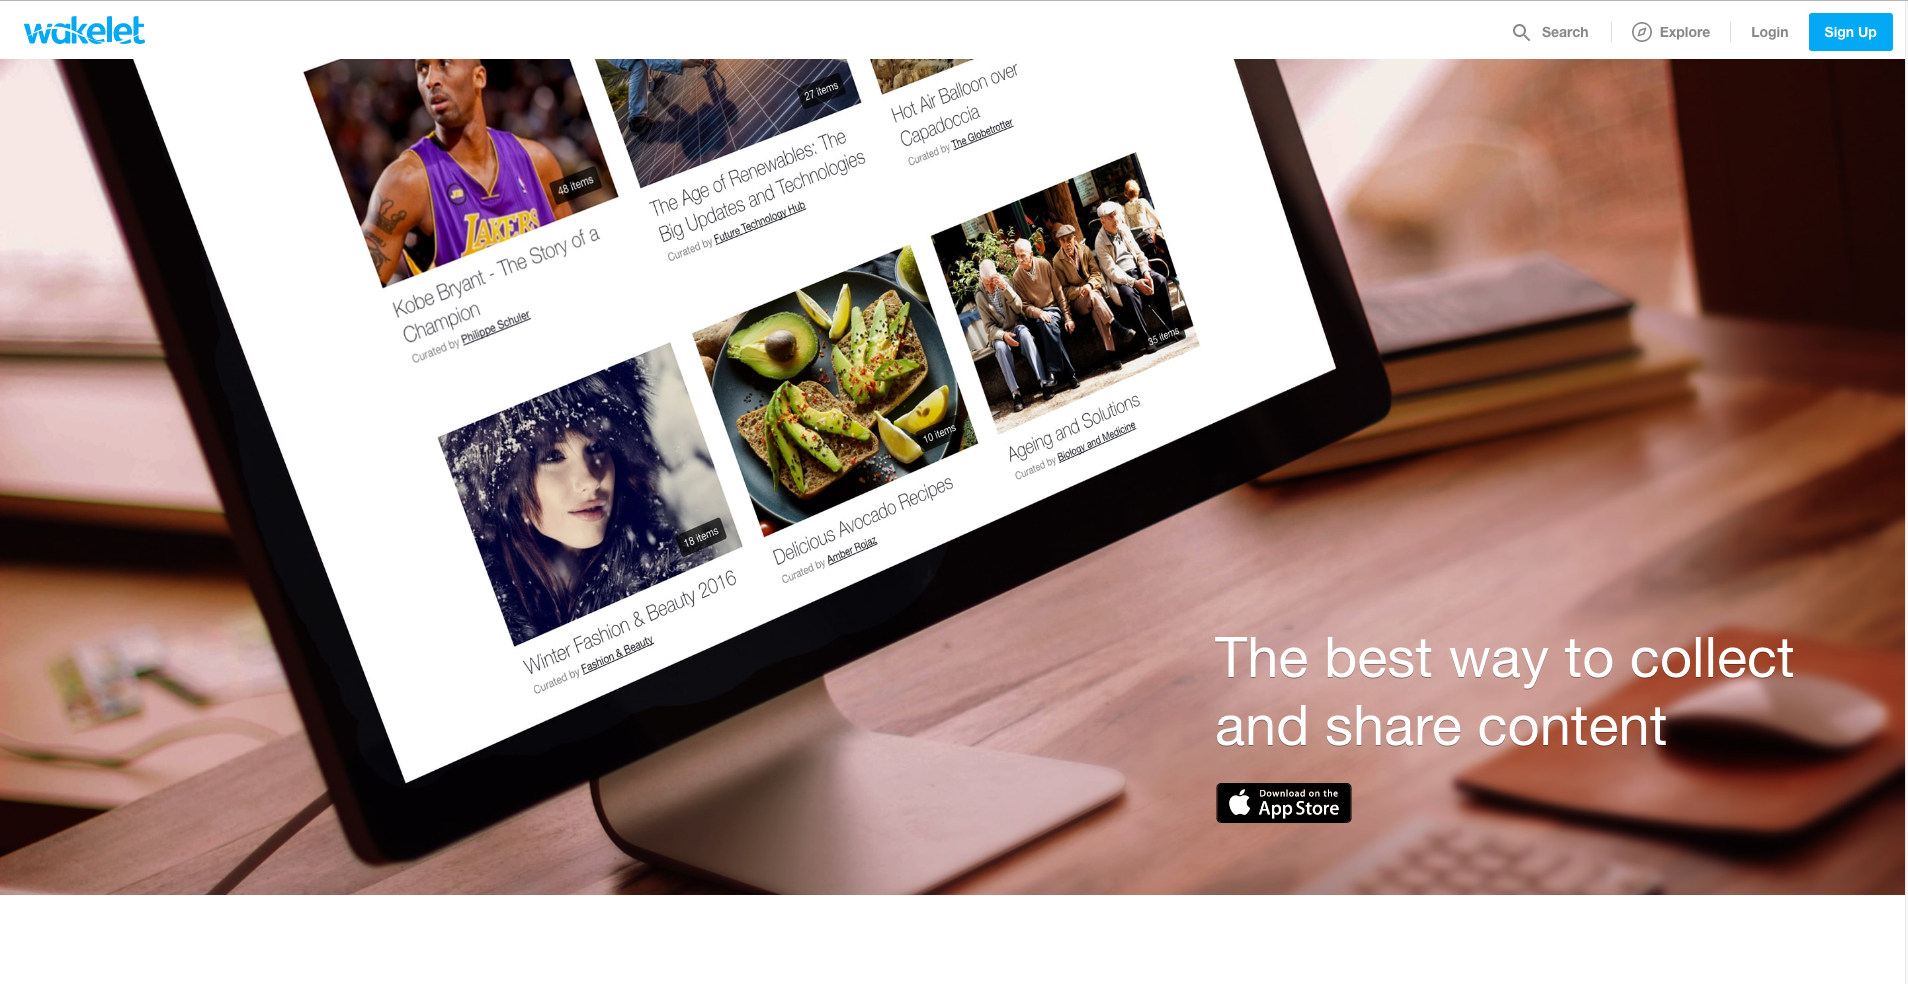 wakelet
Search
Explore
Login
Sign Up
48 items
Kobe Bryant - The Story of a
Champion
Curated by Philippe Schuler
27 items
The Age of Renewables: The
Big Updates and Technologies
Curated by Future Technology Hub
Hot Air Balloon over
Capadoccia
Curated by The Globetrotter
LAKERS
18 items
Winter Fashion & Beauty 2016
Curated by Fashion & Beauty
10 items
Delicious Avocado Recipes
Curated by Amber Rojaz
35 items
Ageing and Solutions
Curated by Biology and Medicine
The best way to collect
and share content
Download on the
App Store